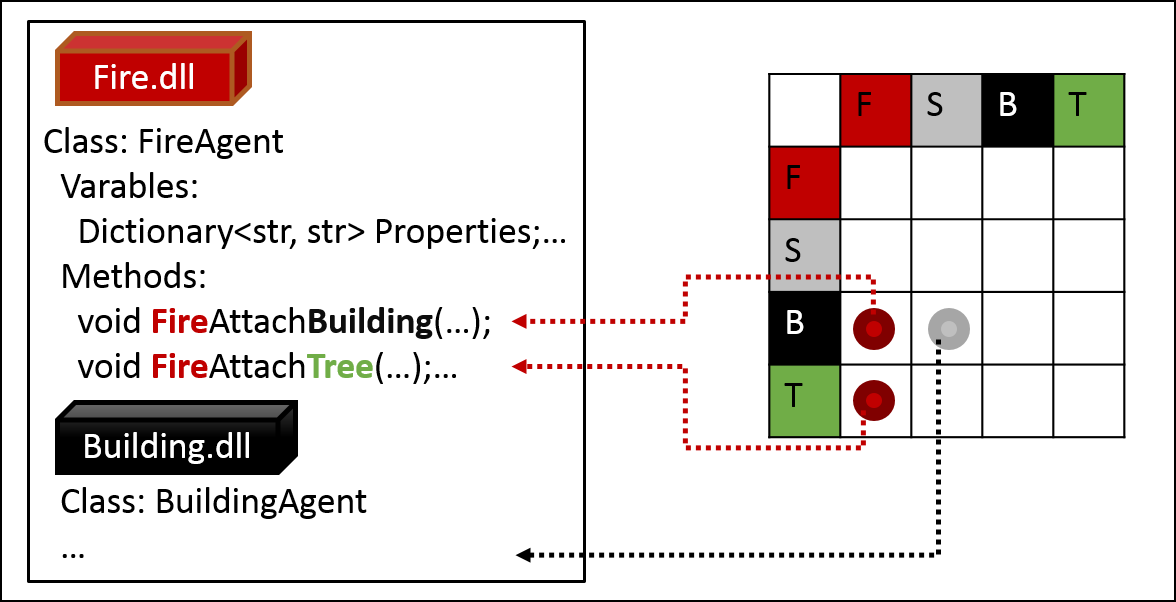 Fire.dll
Class: FireAgent
Varables:
Dictionary<str, str> Properties;...
Methods:
void FireAttachBuilding(...);
void FireAttachTree(...);...
Building.dll
Class: BuildingAgent
...
F S B T
F
S
B
T